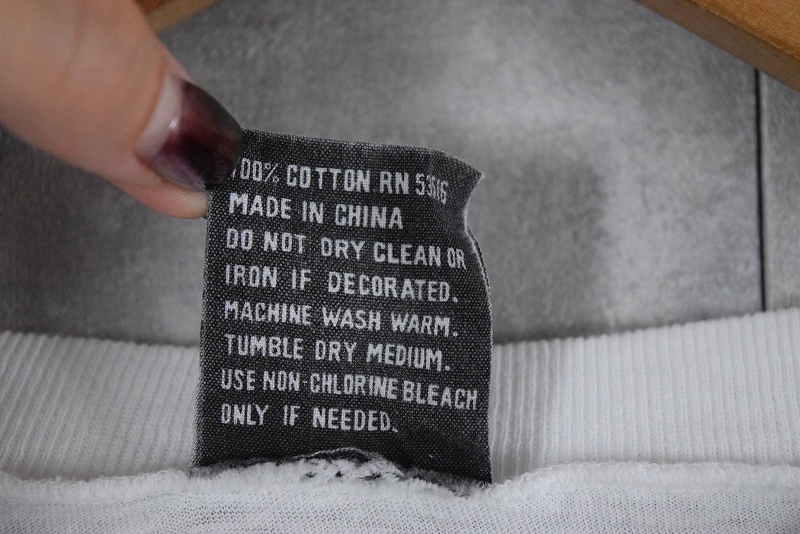 100% COTTON RN
MADE IN CHINA
DO NOT DRY CLEAN OR
IRON IF DECORATED.
MACHINE WASH WARM.
TUMBLE DRY MEDIUM.
USE NON-CHLORINE BLEACH
ONLY IF NEEDED.